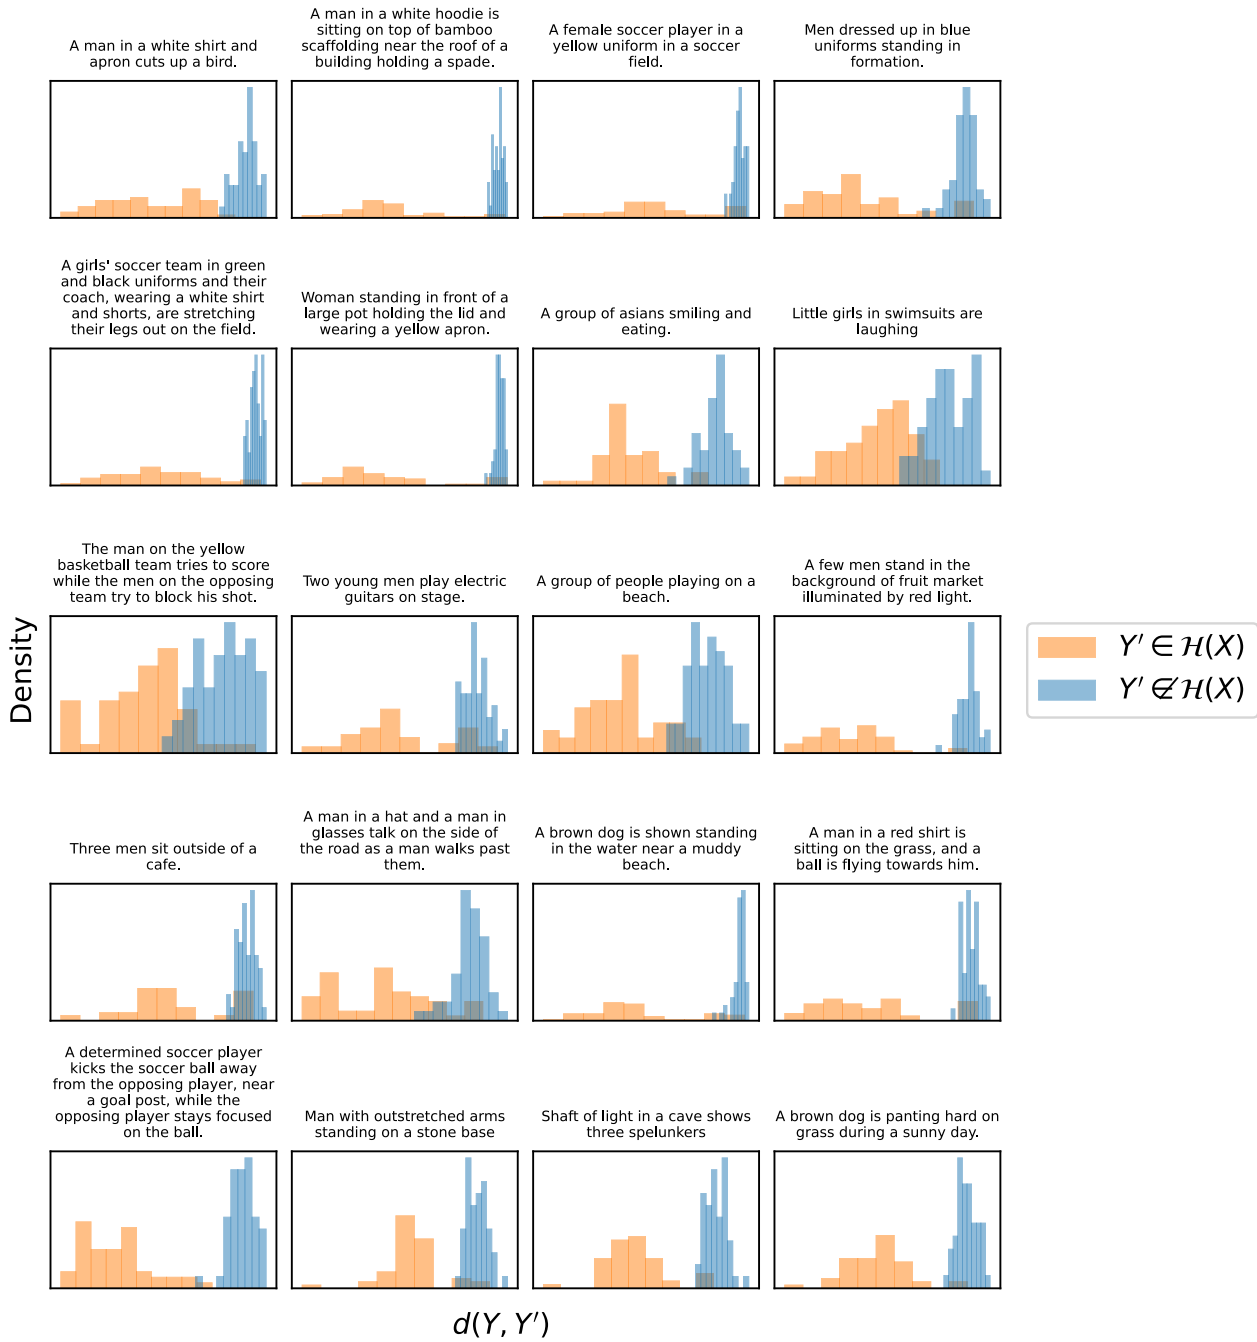 A man in a white shirt and
apron cuts up a bird.
A man in a white hoodie is
sitting on top of bamboo
scaffolding near the roof of a
building holding a spade.
A female soccer player in a
yellow uniform in a soccer
field.
Men dressed up in blue
uniforms standing in
formation.
A girls' soccer team in green
and black uniforms and their
coach, wearing a white shirt
and shorts, are stretching
their legs out on the field.
Woman standing in front of a
large pot holding the lid and
wearing a yellow apron.
A group of asians smiling and
eating.
Little girls in swimsuits are
laughing
The man on the yellow
basketball team tries to score
while the men on the opposing
team try to block his shot.
Two young men play electric
guitars on stage.
A group of people playing on a
beach.
A few men stand in the
background of fruit market
illuminated by red light.
Density
Y′ ∈ ℋ(X)
Y′ ∉ ℋ(X)
Three men sit outside of a
cafe.
A man in a hat and a man in
glasses talk on the side of
the road as a man walks past
them.
A brown dog is shown standing
in the water near a muddy
beach.
A man in a red shirt is
sitting on the grass, and a
ball is flying towards him.
A determined soccer player
kicks the soccer ball away
from the opposing player, near
a goal post, while the
opposing player stays focused
on the ball.
Man with outstretched arms
standing on a stone base
Shaft of light in a cave shows
three spelunkers
A brown dog is panting hard on
grass during a sunny day.
d(Y, Y′)